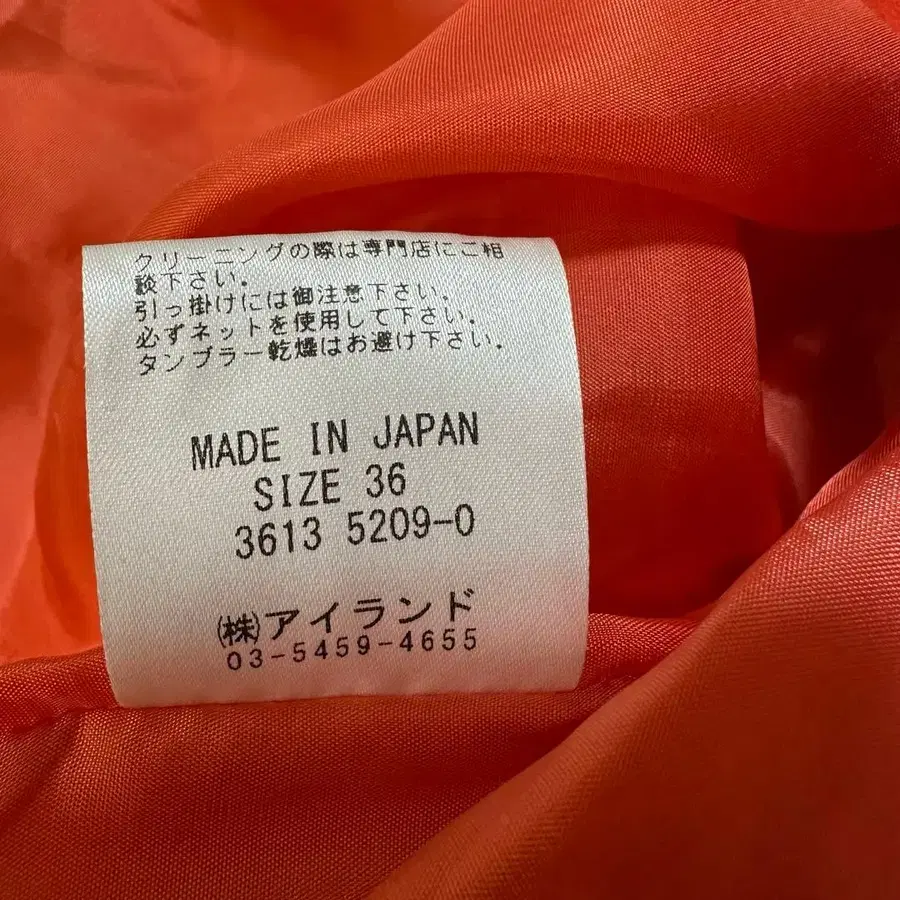 クリーニングの際は専門店にご相
談下さい。
引っ掛けには御注意下さい。
必ずネットを使用して下さい。
タンブラー乾燥はお避け下さい。
MADE IN JAPAN
SIZE 36
3613 5209-0
㈱アイランド
03-5459-4655